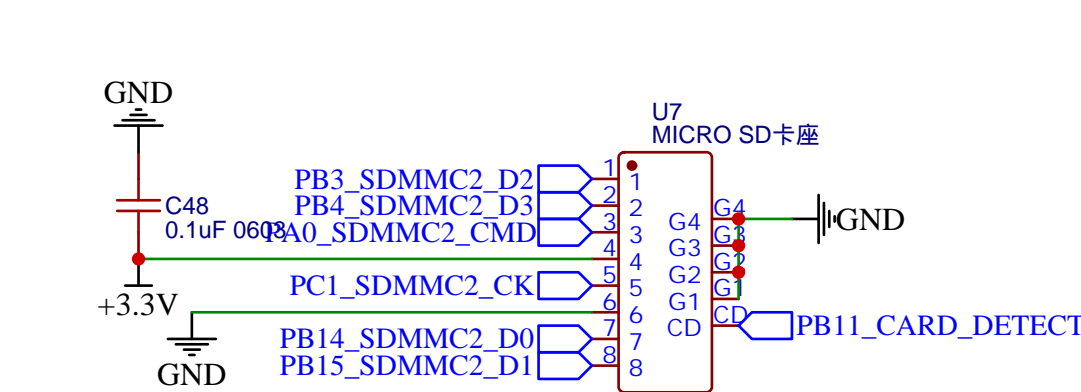 GND
U7
MICRO SD卡座
C48
0.1uF 0603
+3.3V
GND
PB3_SDMMC2_D2
PB4_SDMMC2_D3
PA0_SDMMC2_CMD
PC1_SDMMC2_CK
PB14_SDMMC2_D0
PB15_SDMMC2_D1
1
2
3
4
5
6
7
8
1
2
3
4
5
6
7
8
G4
G3
G2
G1
CD
G4
G3
G2
G1
CD
GND
PB11_CARD_DETECT